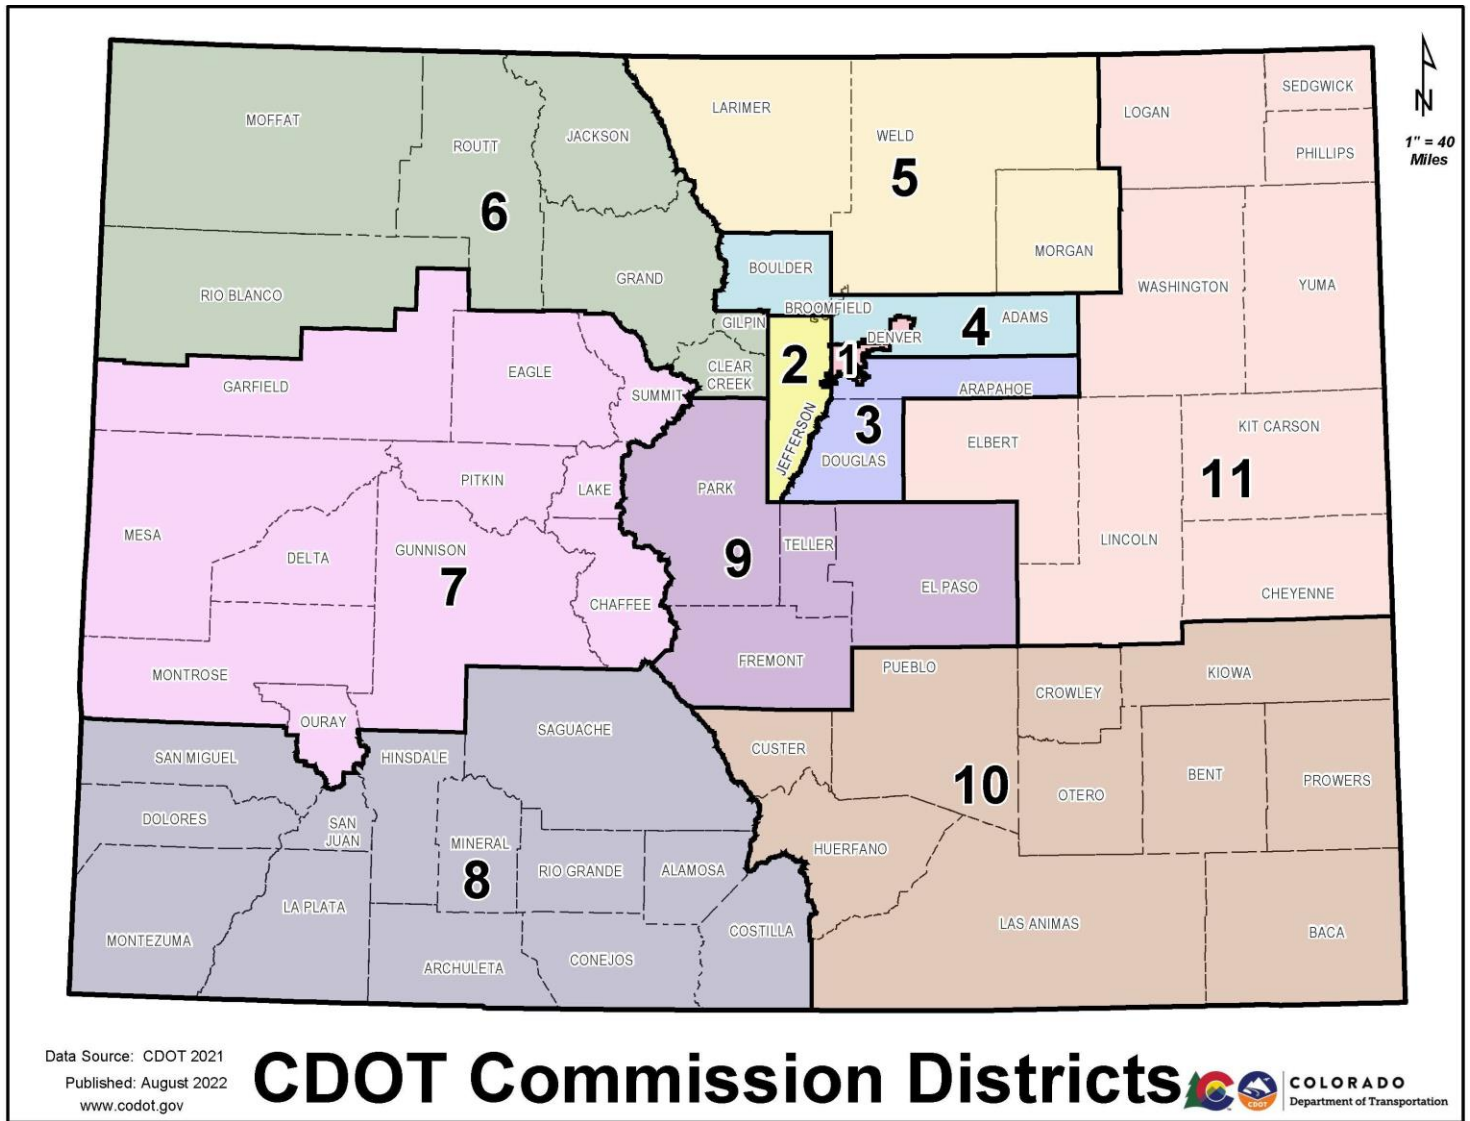 MOFFAT
ROUTT
JACKSON
LARIMER
WELD
LOGAN
SEDGWICK
PHILLIPS
N
1" = 40
Miles
6
5
RIO BLANCO
GRAND
BOULDER
MORGAN
WASHINGTON
YUMA
BROOMFIELD
GILPIN
DENVER
4
ADAMS
2
1
CLEAR
CREEK
GARFIELD
EAGLE
SUMMIT
ARAPAHOE
3
JEFFERSON
DOUGLAS
ELBERT
KIT CARSON
11
PITKIN
LAKE
PARK
MESA
DELTA
GUNNISON
7
9
TELLER
LINCOLN
EL PASO
CHEYENNE
CHAFFEE
MONTROSE
FREMONT
PUEBLO
CROWLEY
KIOWA
OURAY
SAN MIGUEL
HINSDALE
SAGUACHE
CUSTER
10
OTERO
BENT
PROWERS
DOLORES
SAN
JUAN
MINERAL
8
RIO GRANDE
ALAMOSA
HUERFANO
LA PLATA
MONTEZUMA
ARCHULETA
CONEJOS
COSTILLA
LAS ANIMAS
BACA
Data Source: CDOT 2021
Published: August 2022
www.codot.gov
CDOT Commission Districts
CDOT
COLORADO
Department of Transportation